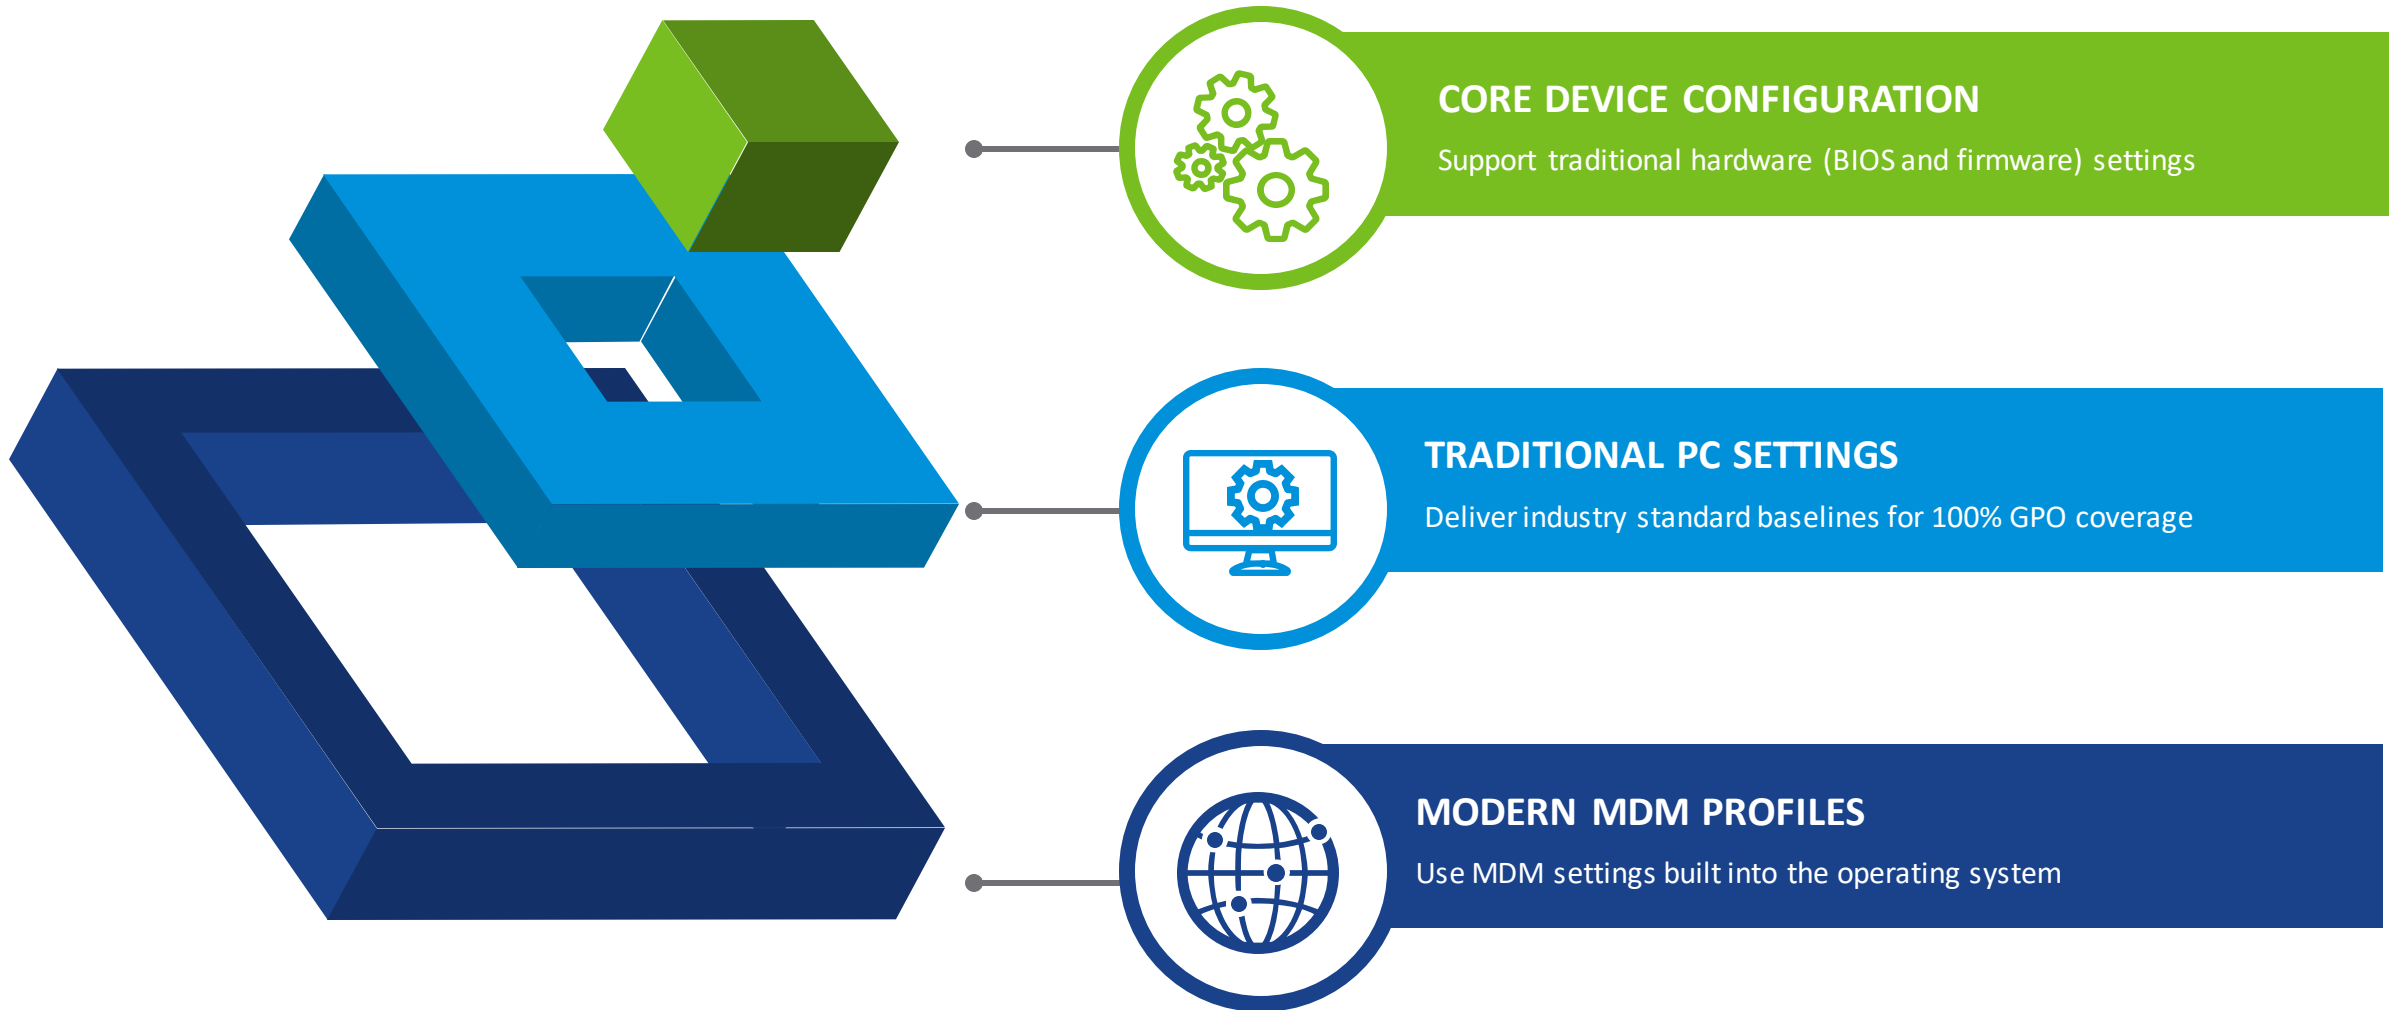 CORE DEVICE CONFIGURATION
Support traditional hardware (BIOS and firmware) settings
TRADITIONAL PC SETTINGS
Deliver industry standard baselines for 100% GPO coverage
MODERN MDM PROFILES
Use MDM settings built into the operating system